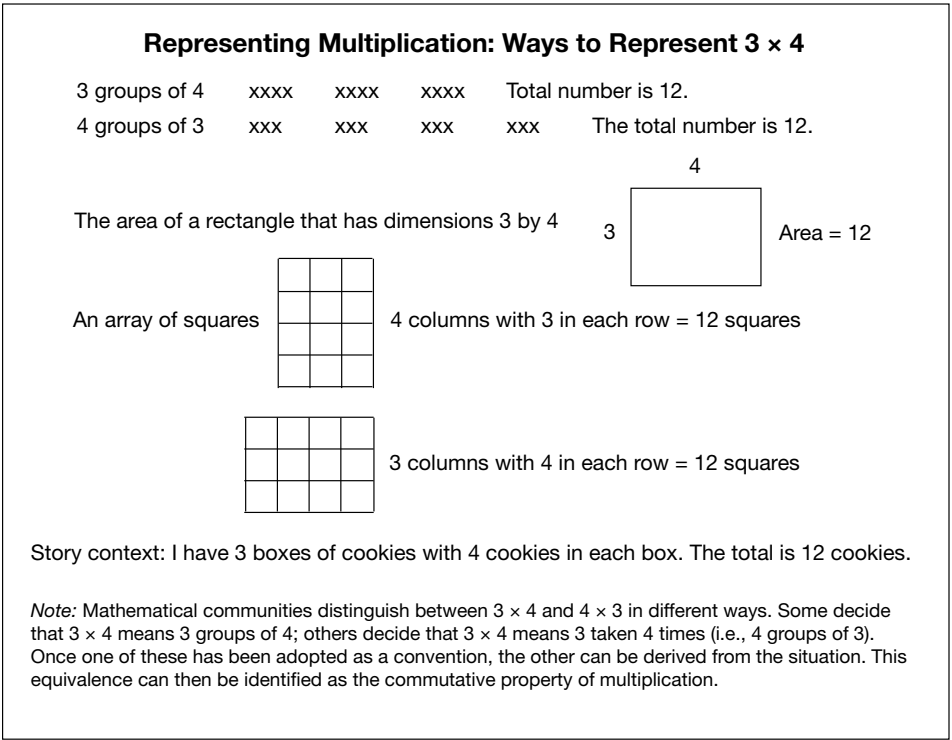 Representing Multiplication: Ways to Represent 3 × 4
3 groups of 4 xxxx xxxx xxxx Total number is 12.
4 groups of 3 xxx xxx xxx xxx The total number is 12.
4
The area of a rectangle that has dimensions 3 by 4 3 Area = 12
An array of squares 4 columns with 3 in each row = 12 squares
3 columns with 4 in each row = 12 squares
Story context: I have 3 boxes of cookies with 4 cookies in each box. The total is 12 cookies.
Note: Mathematical communities distinguish between 3 × 4 and 4 × 3 in different ways. Some decide
that 3 × 4 means 3 groups of 4; others decide that 3 × 4 means 3 taken 4 times (i.e., 4 groups of 3).
Once one of these has been adopted as a convention, the other can be derived from the situation. This
equivalence can then be identified as the commutative property of multiplication.